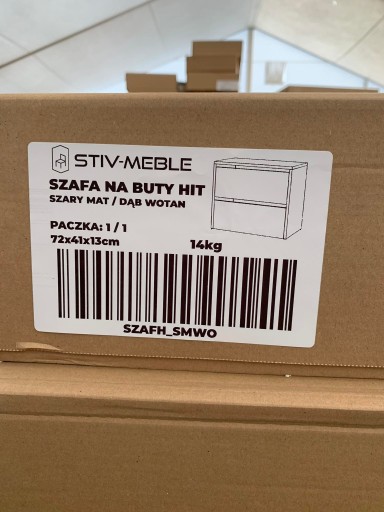 STIV-MEBLE
SZAFA NA BUTY HIT
SZARY MAT / DĄB WOTAN
PACZKA: 1 / 1
72x41x13cm 14kg
SZAFH_SMWO